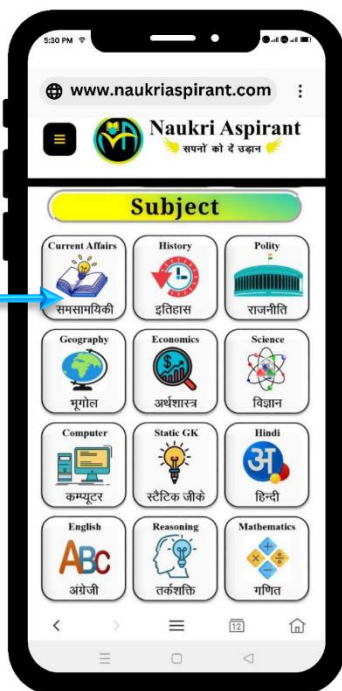 5:30 PM
www.naukriaspirant.com
Naukri Aspirant
सपनों को दें उड़ान
Subject
Current Affairs
समसामयिकी
History
इतिहास
Polity
राजनीति
Geography
भूगोल
Economics
अर्थशास्त्र
Science
विज्ञान
Computer
कम्प्यूटर
Static GK
स्टैटिक जीके
Hindi
अ
हिन्दी
English
ABC
अंग्रेजी
Reasoning
तर्कशक्ति
Mathematics
गणित
12